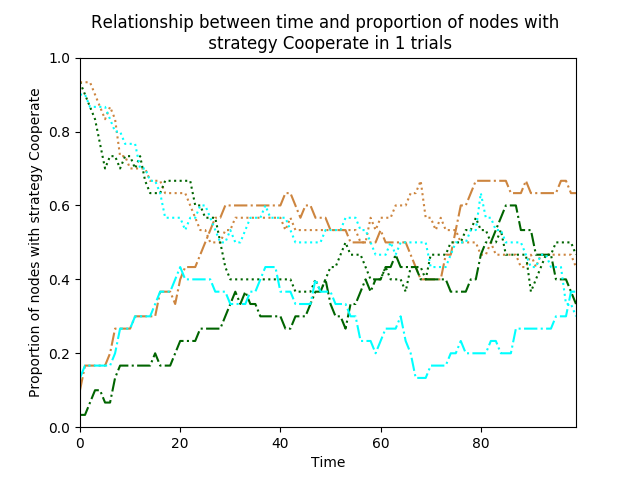 Relationship between time and proportion of nodes with
strategy Cooperate in 1 trials
Proportion of nodes with strategy Cooperate
1.0
0.8
0.6
0.4
0.2
0.0
0
20
40
60
80
Time